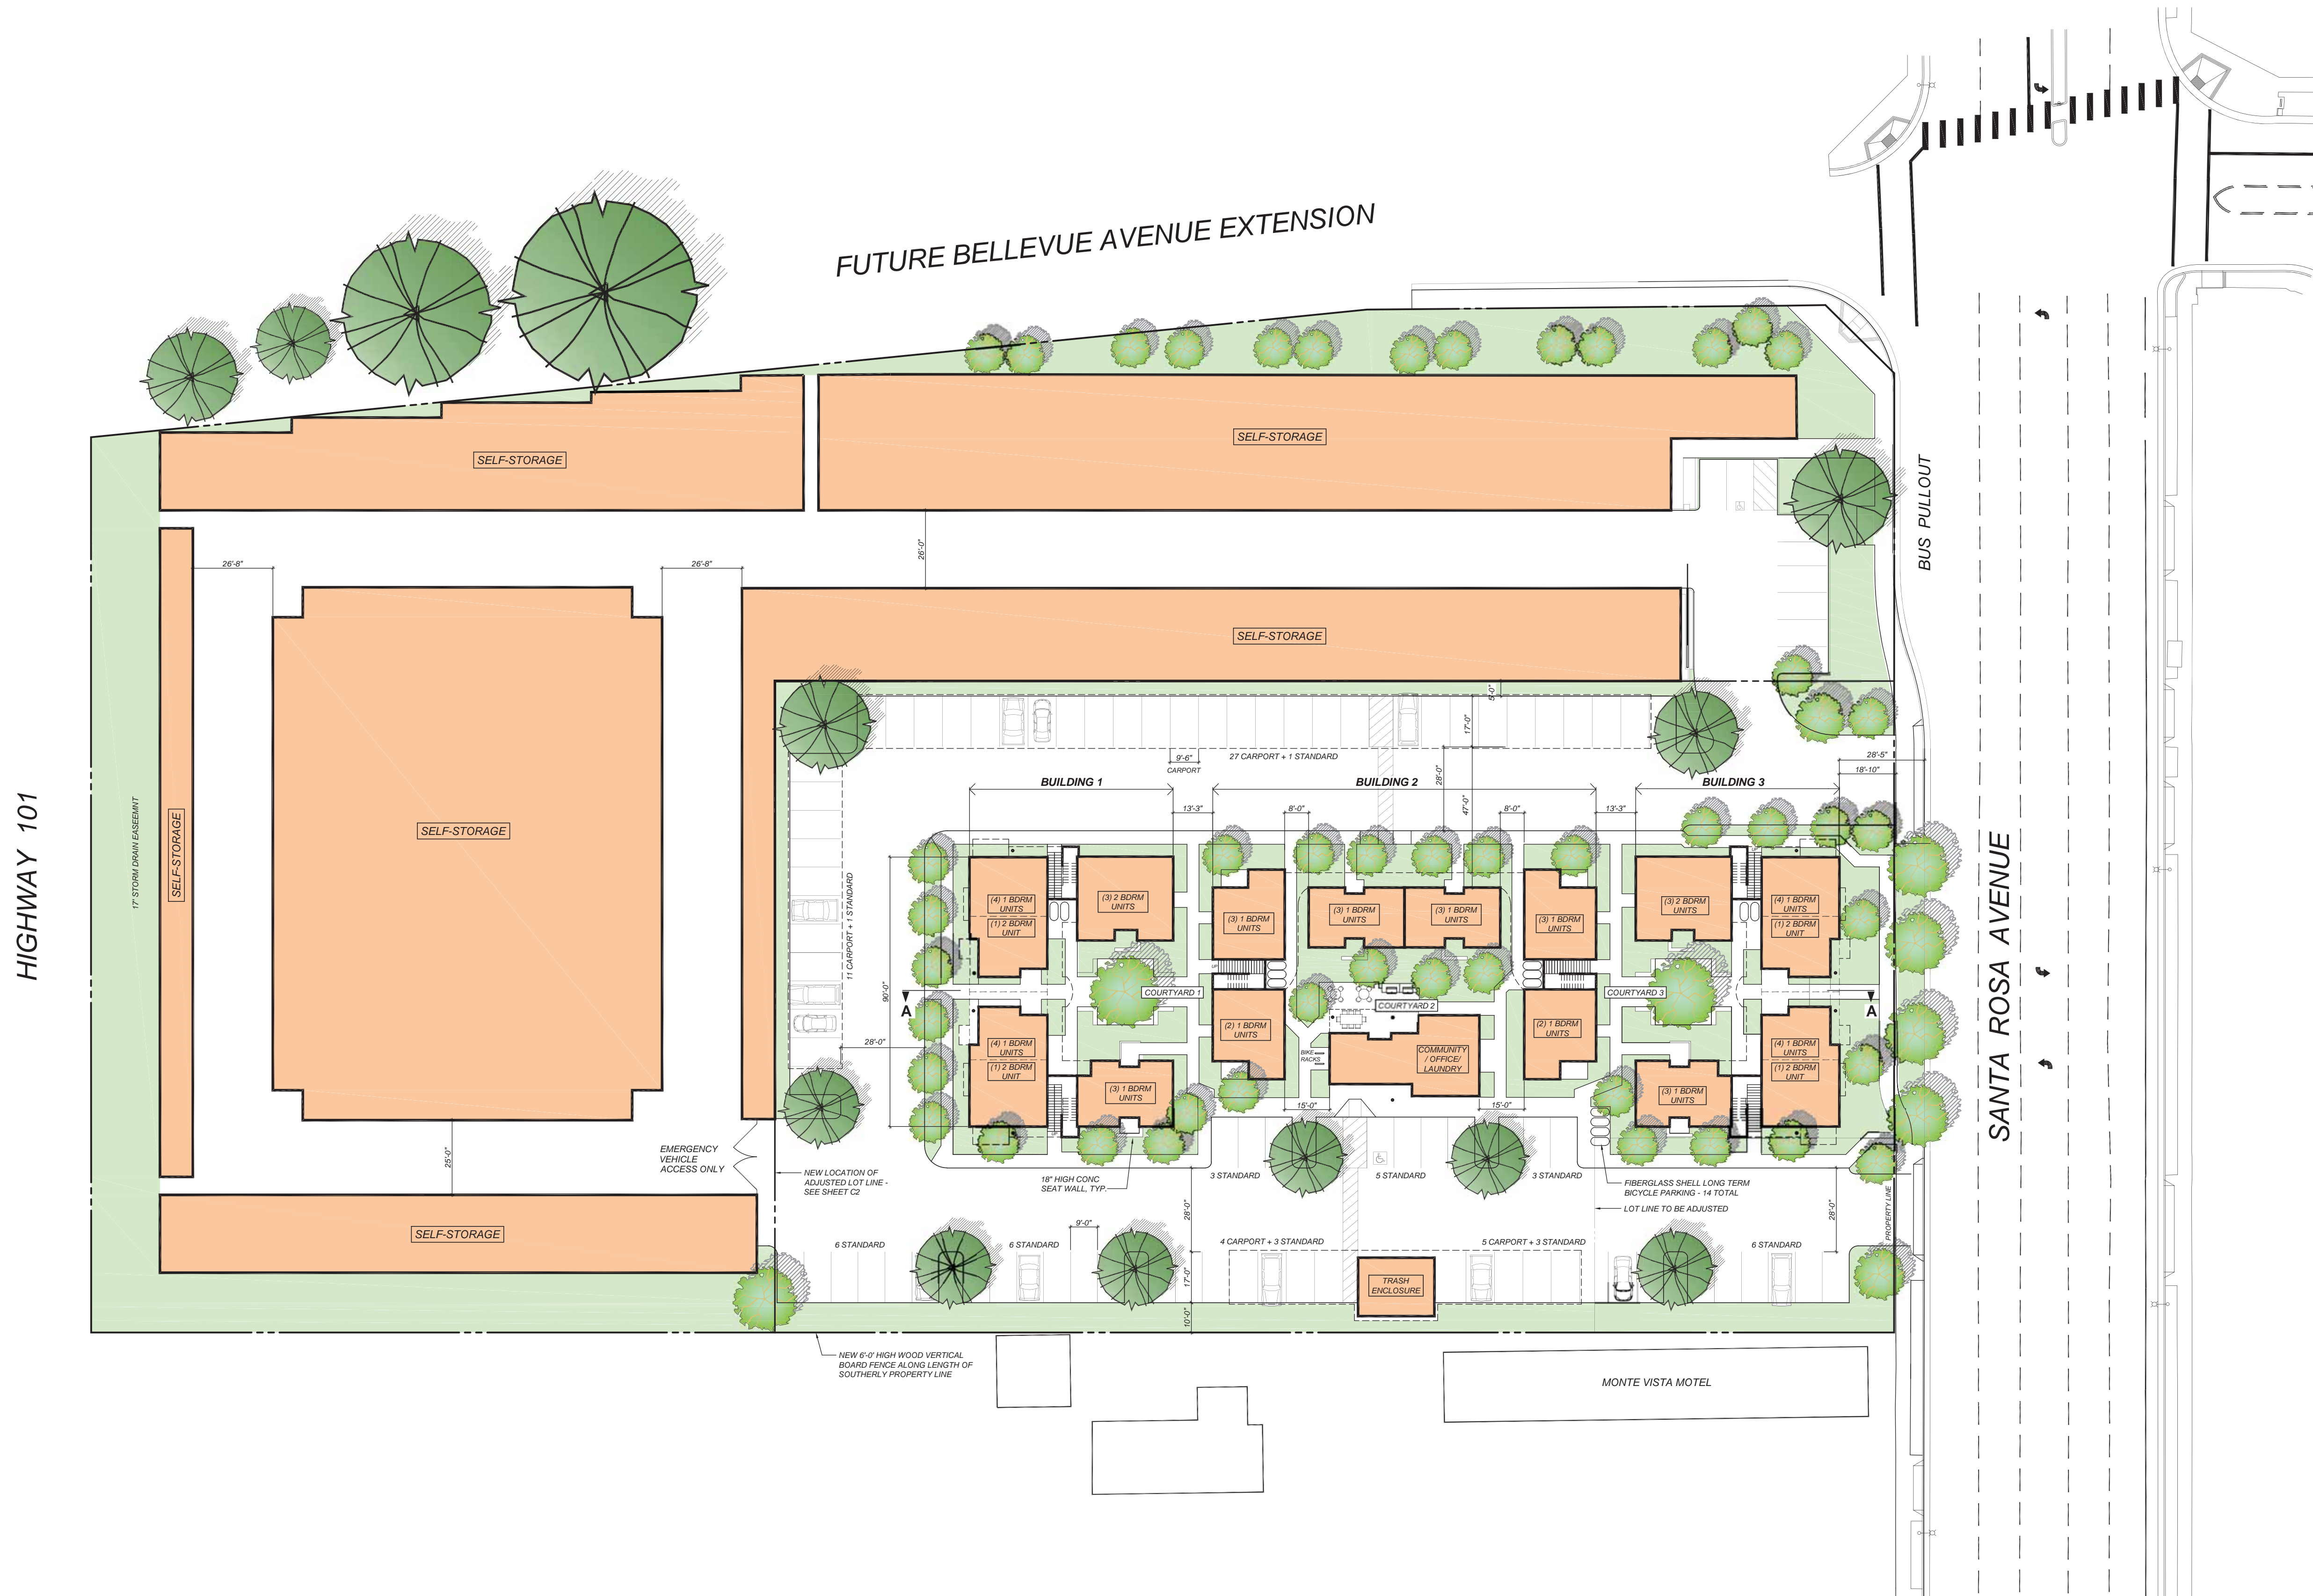 FUTURE BELLEVUE AVENUE EXTENSION
SELF-STORAGE
SELF-STORAGE
BUS PULLOUT
26'-0"
26'-8"
26'-8"
SELF-STORAGE
5'-0"
17'-0"
27 CARPORT + 1 STANDARD
9'-6"
CARPORT
28'-0"
28'-5"
18'-10"
BUILDING 1
BUILDING 2
BUILDING 3
13'-3"
8'-0"
47'-0"
8'-0"
13'-3"
HIGHWAY 101
17' STORM DRAIN EASEEMNT
SELF-STORAGE
SELF-STORAGE
11 CARPORT + 1 STANDARD
SANTA ROSA AVENUE
UP
(4) 1 BDRM
UNITS
(1) 2 BDRM
UNIT
(3) 2 BDRM
UNITS
(3) 1 BDRM
UNITS
(3) 1 BDRM
UNITS
(3) 1 BDRM
UNITS
(3) 1 BDRM
UNITS
(3) 2 BDRM
UNITS
(4) 1 BDRM
UNITS
(1) 2 BDRM
UNIT
90'-0"
A
COURTYARD 1
COURTYARD 2
COURTYARD 3
A
28'-0"
(4) 1 BDRM
UNITS
(1) 2 BDRM
UNIT
(3) 1 BDRM
UNITS
(2) 1 BDRM
UNITS
BIKE
RACKS
COMMUNITY
/ OFFICE/
LAUNDRY
(2) 1 BDRM
UNITS
(3) 1 BDRM
UNITS
(4) 1 BDRM
UNITS
(1) 2 BDRM
UNIT
15'-0"
15'-0"
25'-0"
EMERGENCY
VEHICLE
ACCESS ONLY
NEW LOCATION OF
ADJUSTED LOT LINE -
SEE SHEET C2
18" HIGH CONC
SEAT WALL, TYP.
3 STANDARD
5 STANDARD
3 STANDARD
FIBERGLASS SHELL LONG TERM
BICYCLE PARKING - 14 TOTAL
LOT LINE TO BE ADJUSTED
28'-0"
28'-0"
PROPERTY LINE
SELF-STORAGE
6 STANDARD
6 STANDARD
9'-0"
4 CARPORT + 3 STANDARD
5 CARPORT + 3 STANDARD
6 STANDARD
17'-0"
TRASH
ENCLOSURE
10'-0"
NEW 6'-0' HIGH WOOD VERTICAL
BOARD FENCE ALONG LENGTH OF
SOUTHERLY PROPERTY LINE
MONTE VISTA MOTEL